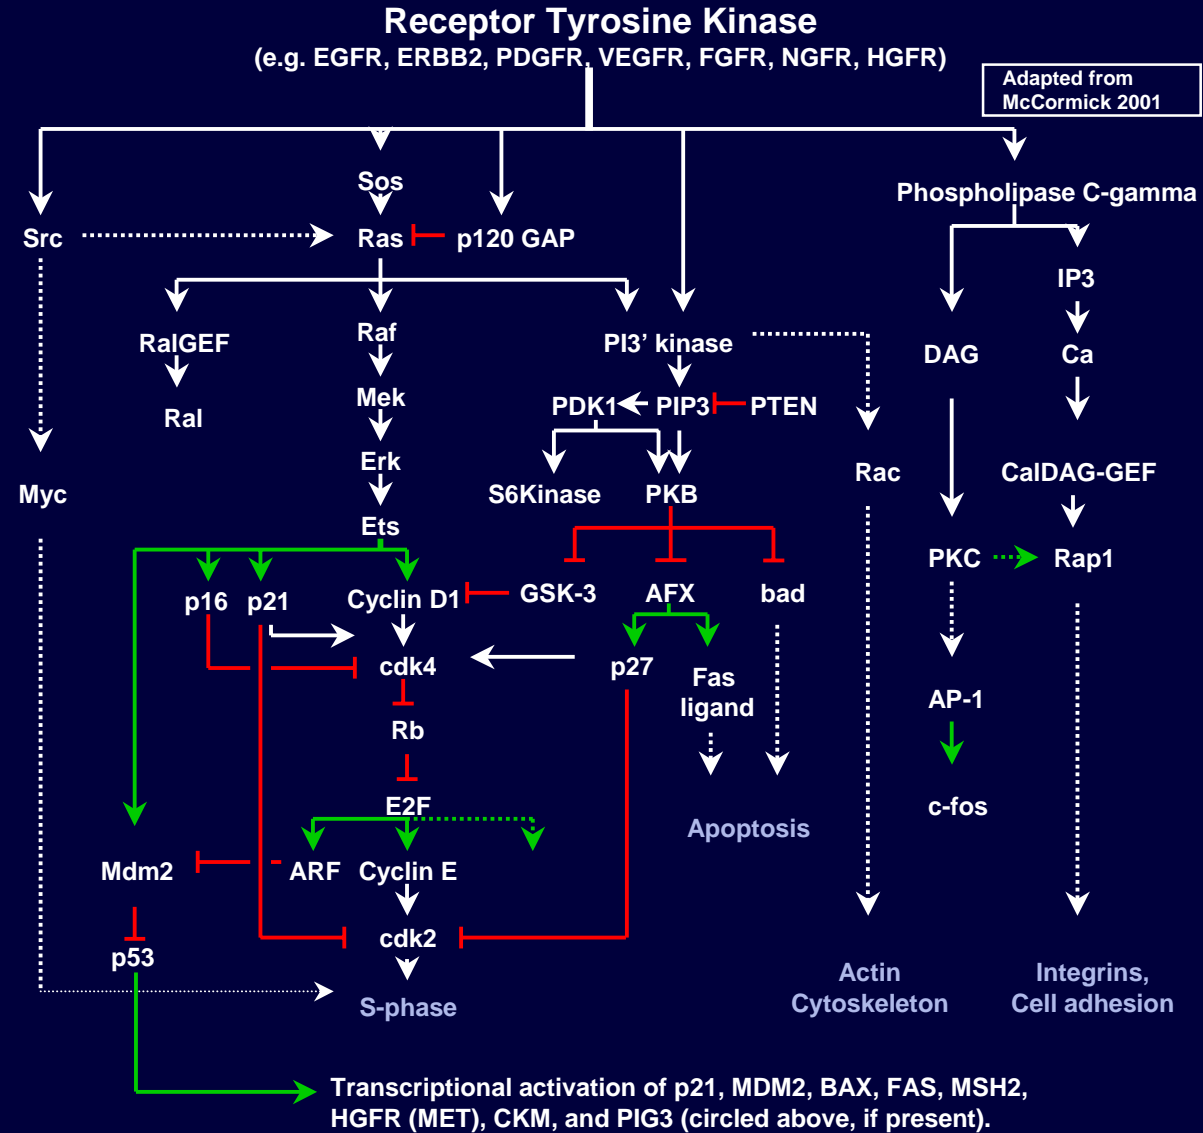 Receptor Tyrosine Kinase
(e.g. EGFR, ERBB2, PDGFR, VEGFR, FGFR, NGFR, HGFR)
Adapted from
McCormick 2001
Sos
Phospholipase C-gamma
Src
Ras
p120 GAP
IP3
RalGEF
Raf
PI3’ kinase
DAG
Ca
Ral
Mek
PDK1
PIP3
PTEN
Erk
Rac
CalDAG-GEF
Myc
S6Kinase
PKB
Ets
PKC
Rap1
p16
p21
Cyclin D1
GSK-3
AFX
bad
cdk4
p27
Fas
ligand
AP-1
Rb
E2F
c-fos
Apoptosis
Mdm2
ARF
Cyclin E
cdk2
p53
Actin
Cytoskeleton
Integrins,
Cell adhesion
S-phase
Transcriptional activation of p21, MDM2, BAX, FAS, MSH2,
HGFR (MET), CKM, and PIG3 (circled above, if present).